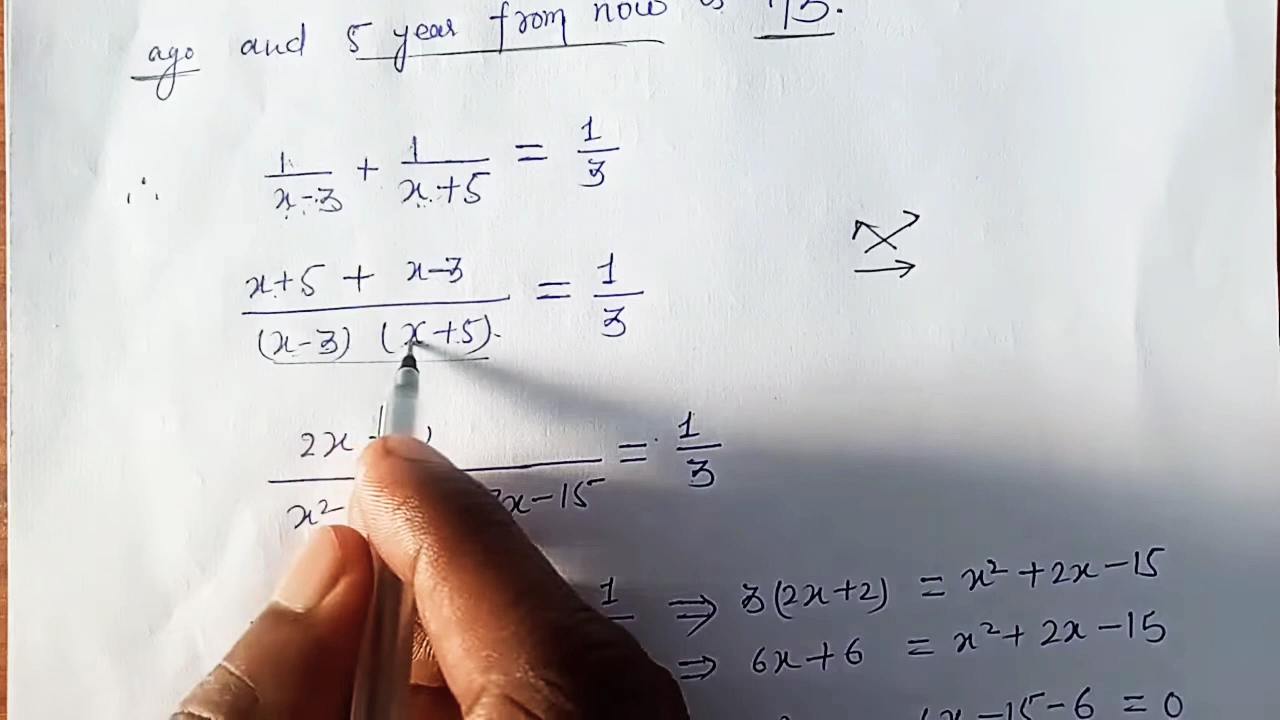 ago and 5 year from now is 1/3.
∴ 1/(x-3) + 1/(x+5) = 1/3
(x+5 + x-3)/((x-3) (x+5)) = 1/3
2x = 1/3
x² x-15
1 ⇒ 3(2x+2) = x² + 2x - 15
⇒ 6x+6 = x² + 2x - 15
x - 15 - 6 = 0